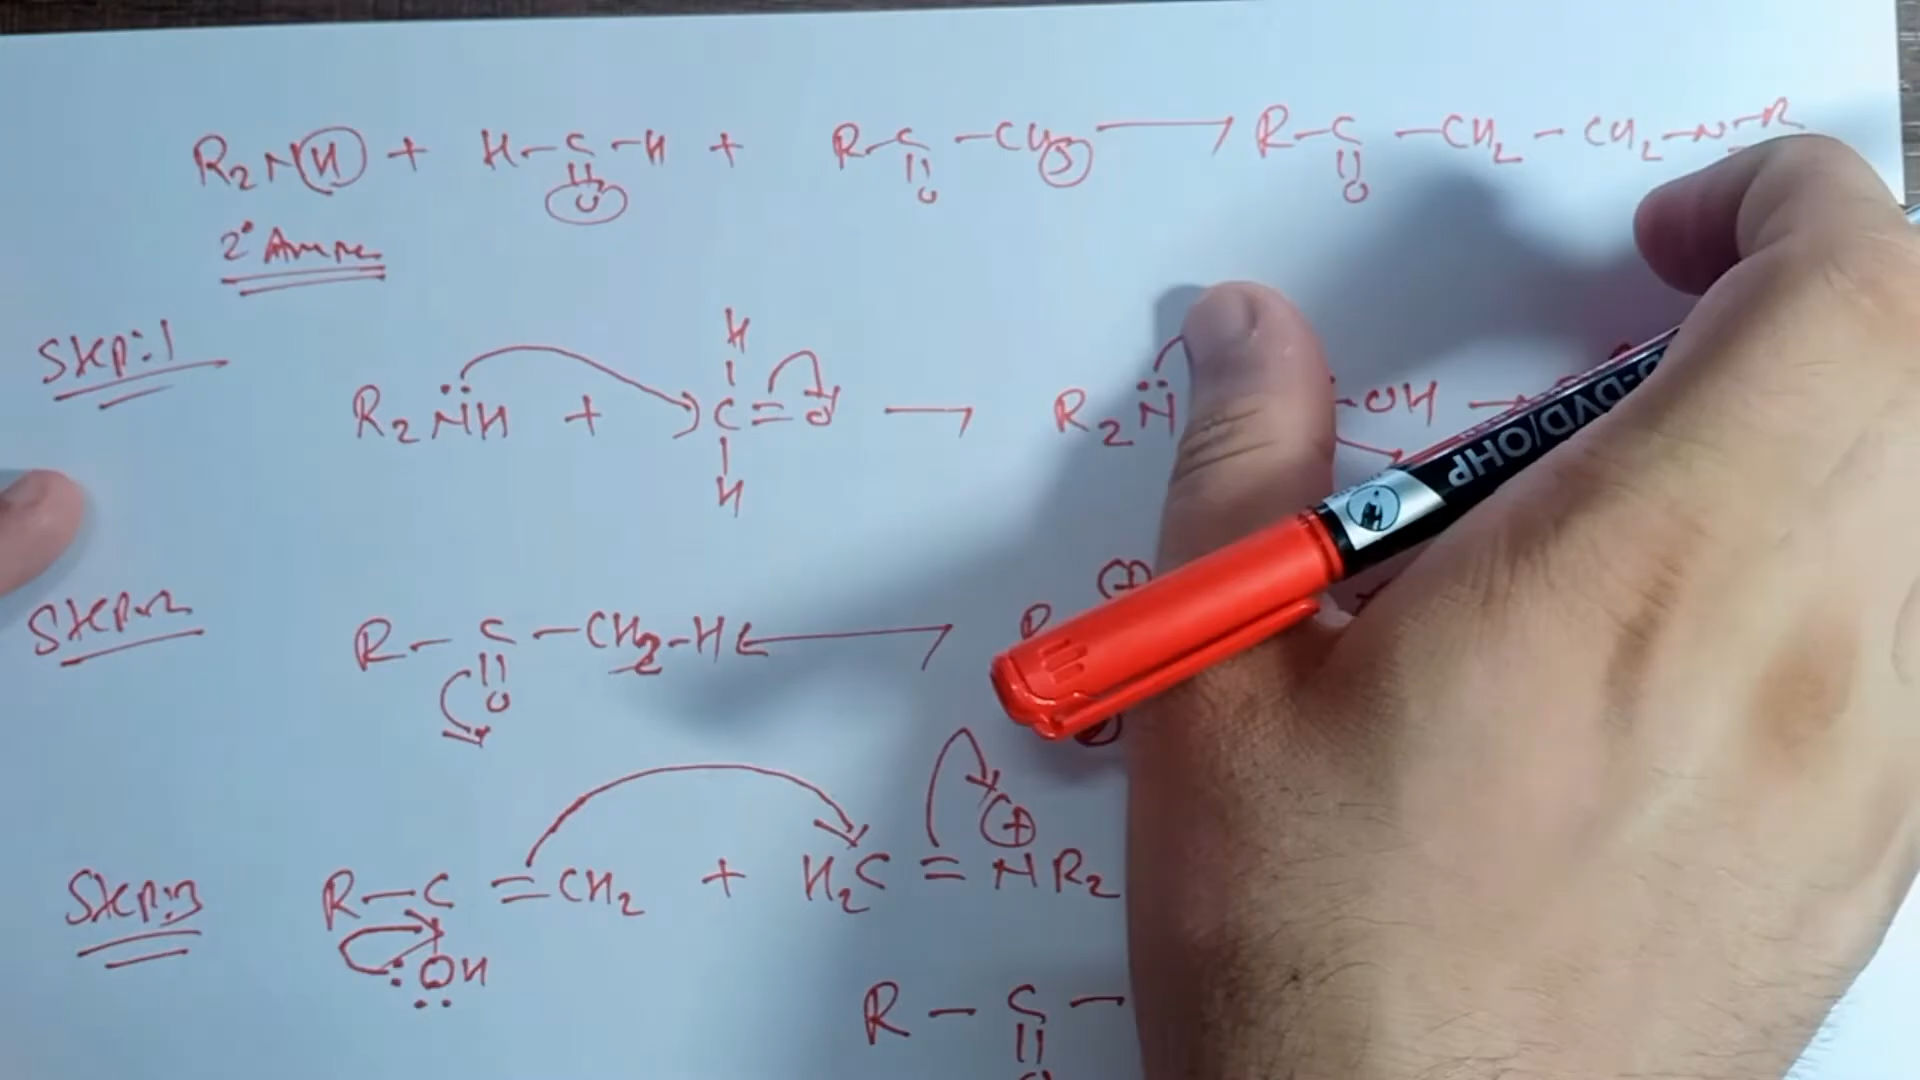 R2NH + H-C-H + R-C-CH3 → R-C-CH2-CH2-N-R
O O O
2° Amine
Step:1
H
R2NH + C=O → R2N -OH →
H
CD-DVD/OHP
Step:2
R-C-CH2-H
O
Step:3
R-C=CH2 + H2C=NR2
OH
R-C-